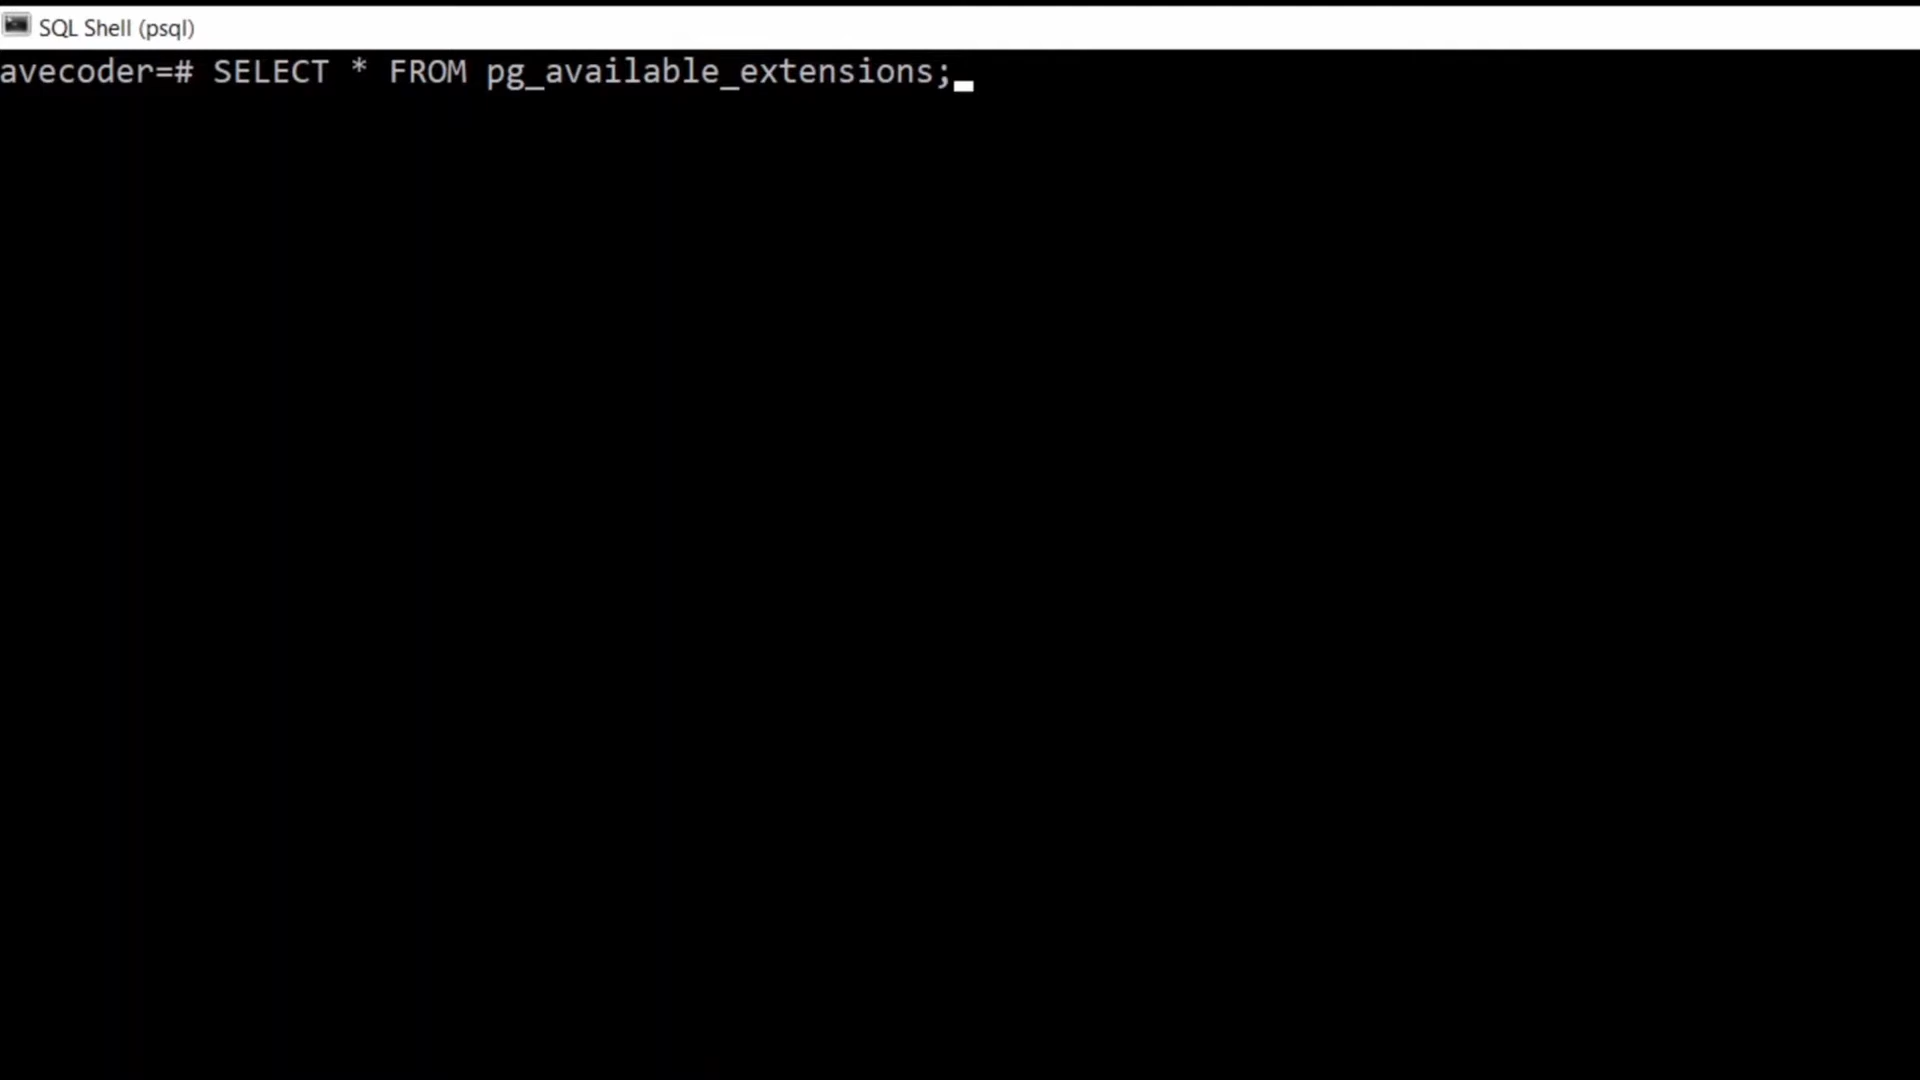 SQL Shell (psql)
avecoder=# SELECT * FROM pg_available_extensions;